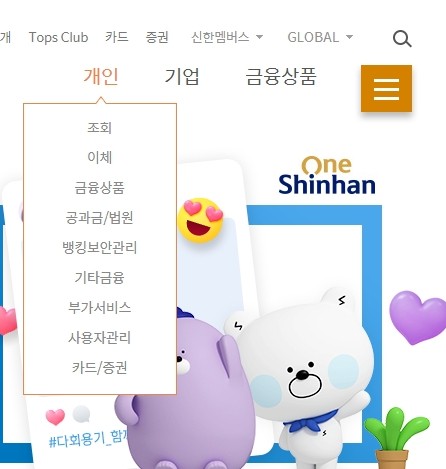 개 Tops Club 카드 증권 신한멤버스 GLOBAL
개인 기업 금융상품
조회
이체
금융상품
공과금/법원
뱅킹보안관리
기타금융
부가서비스
사용자관리
카드/증권
One
Shinhan
#다회용기_함께